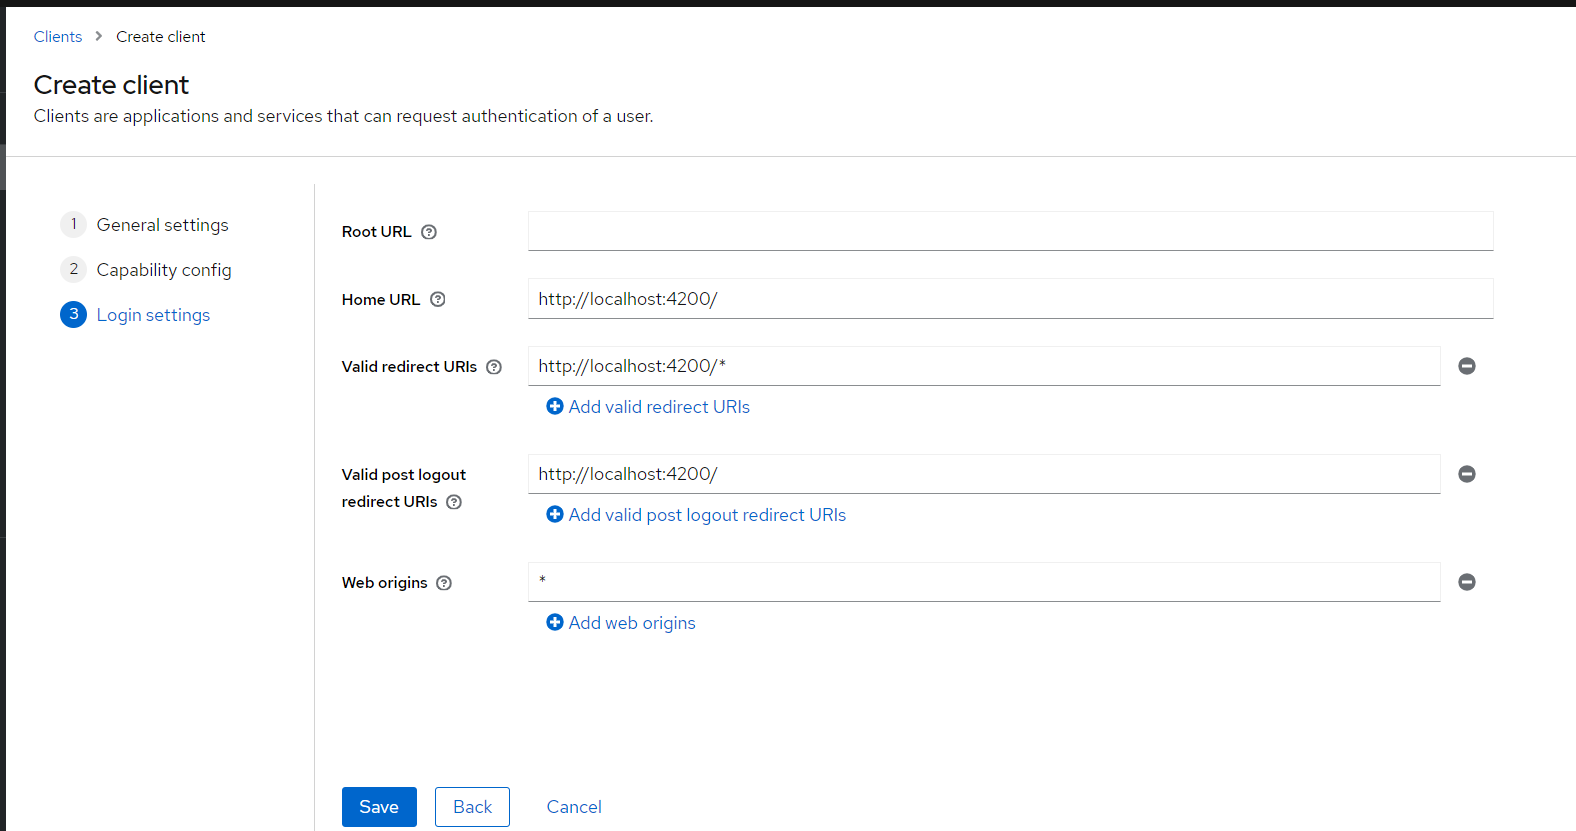 Clients > Create client
Create client
Clients are applications and services that can request authentication of a user.
1 General settings
2 Capability config
3 Login settings
Root URL
Home URL http://localhost:4200/
Valid redirect URIs http://localhost:4200/*
Add valid redirect URIs
Valid post logout
redirect URIs http://localhost:4200/
Add valid post logout redirect URIs
Web origins *
Add web origins
Save Back Cancel